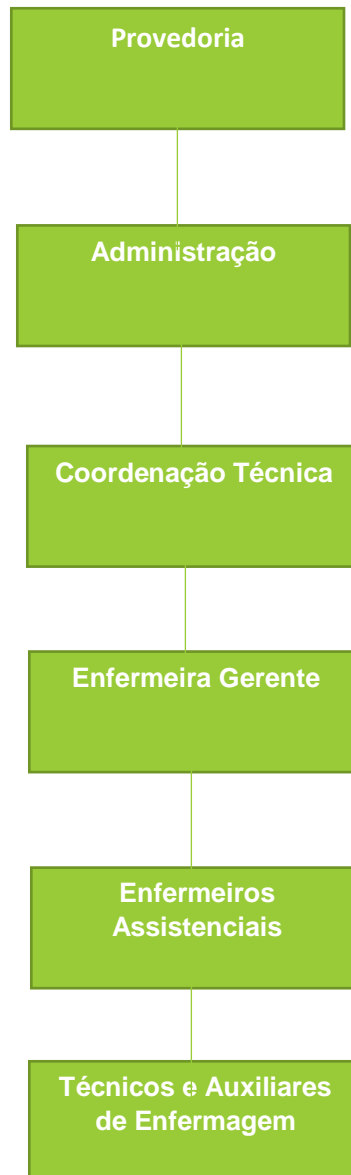 Provedoria
Administração
Coordenação Técnica
Enfermeira Gerente
Enfermeiros
Assistenciais
Técnicos e Auxiliares
de Enfermagem